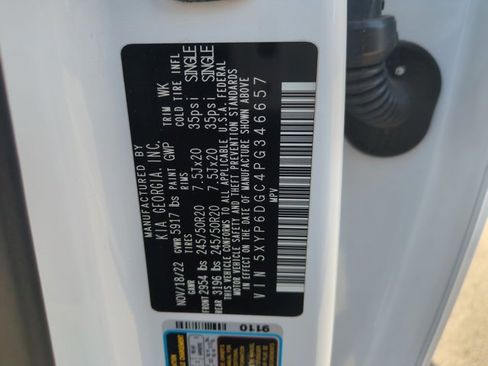 MANUFACTURED BY
KIA GEORGIA, INC.
NOV/18/22 GVWR 5917 lbs PAINT GWP TRIM WK
GAWR TIRES RIMS COLD TIRE INFL
FRONT 2954 lbs 245/50R20 7.5Jx20 35psi SINGLE
REAR 3196 lbs 245/50R20 7.5Jx20 35psi SINGLE
THIS VEHICLE CONFORMS TO ALL APPLICABLE U.S.A. FEDERAL
MOTOR VEHICLE SAFETY, BUMPER, AND THEFT PREVENTION STANDARDS
IN EFFECT ON THE DATE OF MANUFACTURE SHOWN ABOVE
VIN 5XYP6DGC4PG346657
MPV
9110